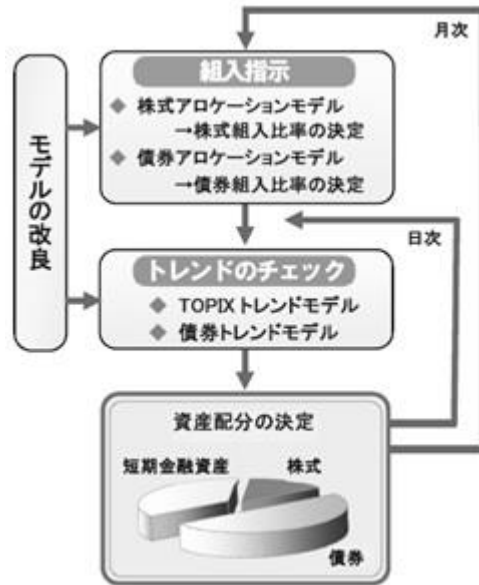 月次
組入指示
◆ 株式アロケーションモデル
→株式組入比率の決定
◆ 債券アロケーションモデル
→債券組入比率の決定
モデルの改良
日次
トレンドのチェック
◆ TOPIXトレンドモデル
◆ 債券トレンドモデル
資産配分の決定
短期金融資産
株式
債券